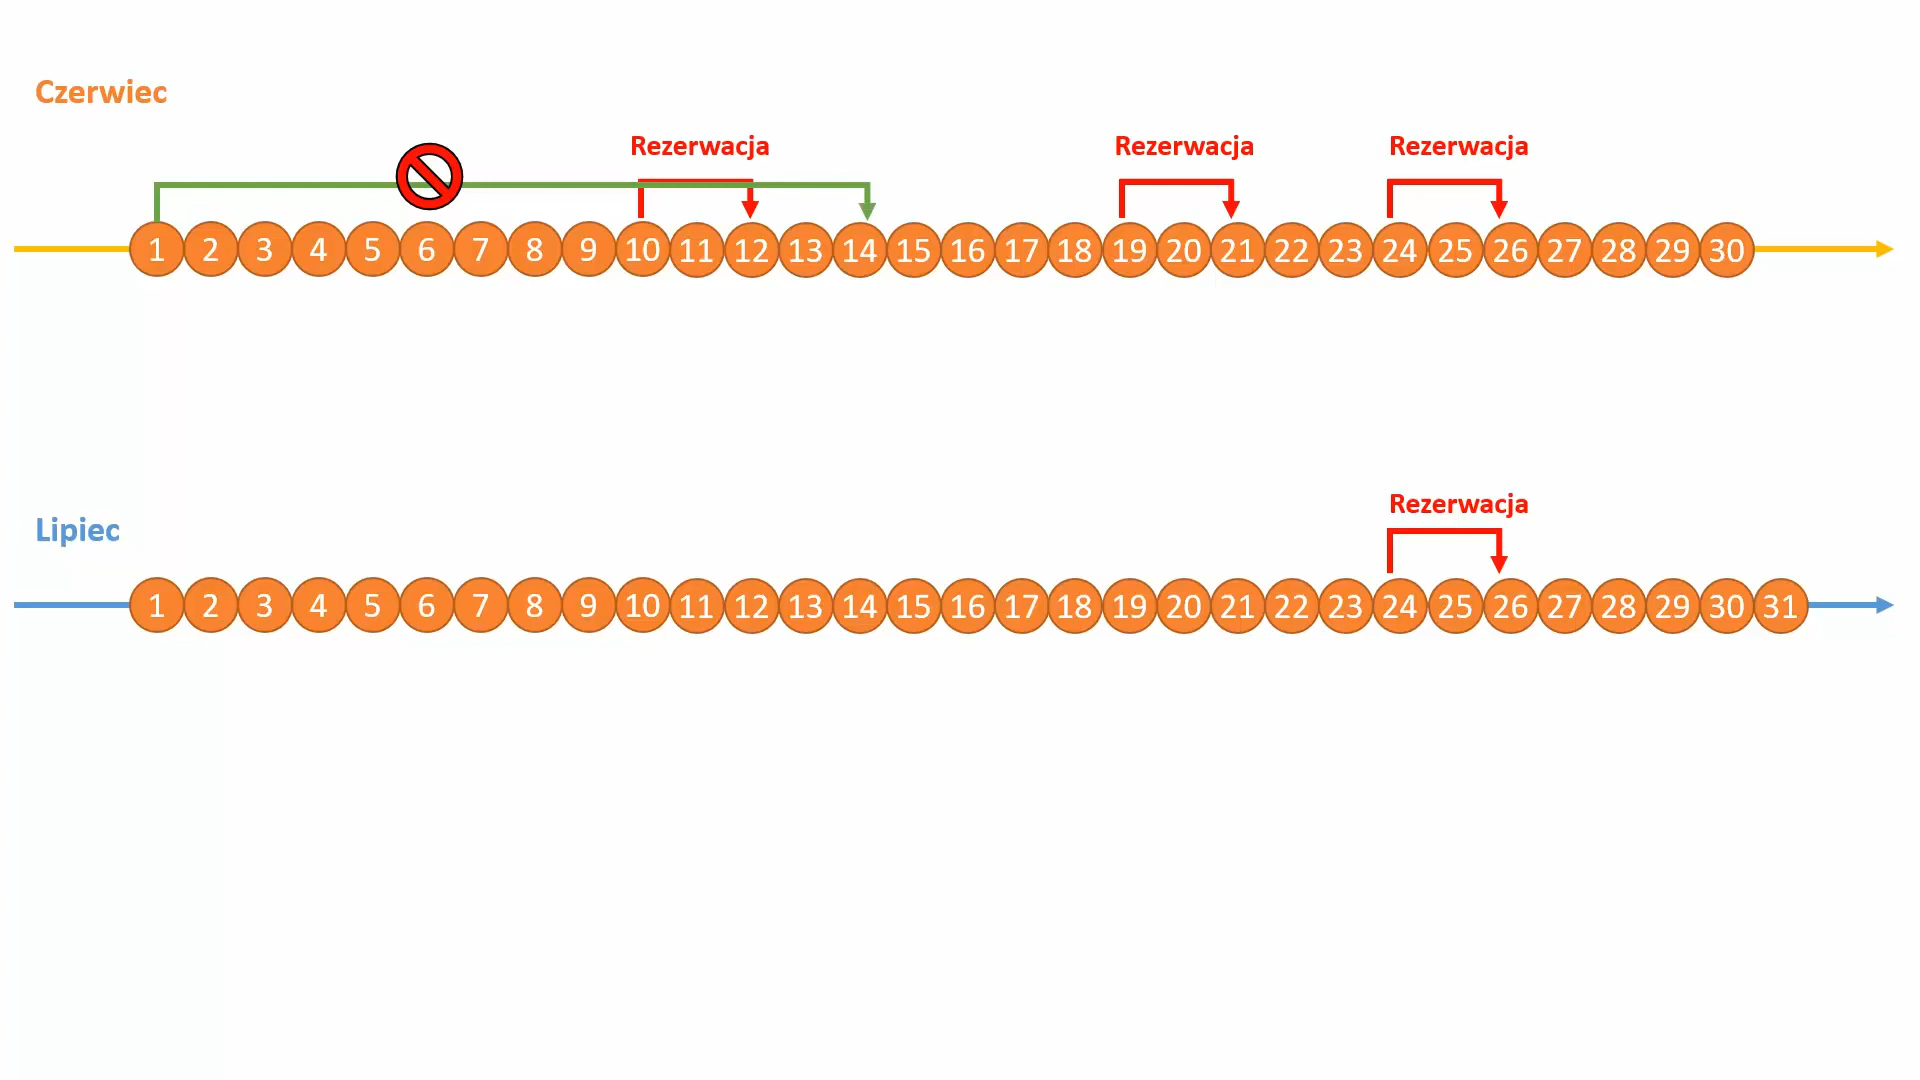 Czerwiec
Rezerwacja Rezerwacja Rezerwacja
1 2 3 4 5 6 7 8 9 10 11 12 13 14 15 16 17 18 19 20 21 22 23 24 25 26 27 28 29 30
Rezerwacja
Lipiec
1 2 3 4 5 6 7 8 9 10 11 12 13 14 15 16 17 18 19 20 21 22 23 24 25 26 27 28 29 30 31